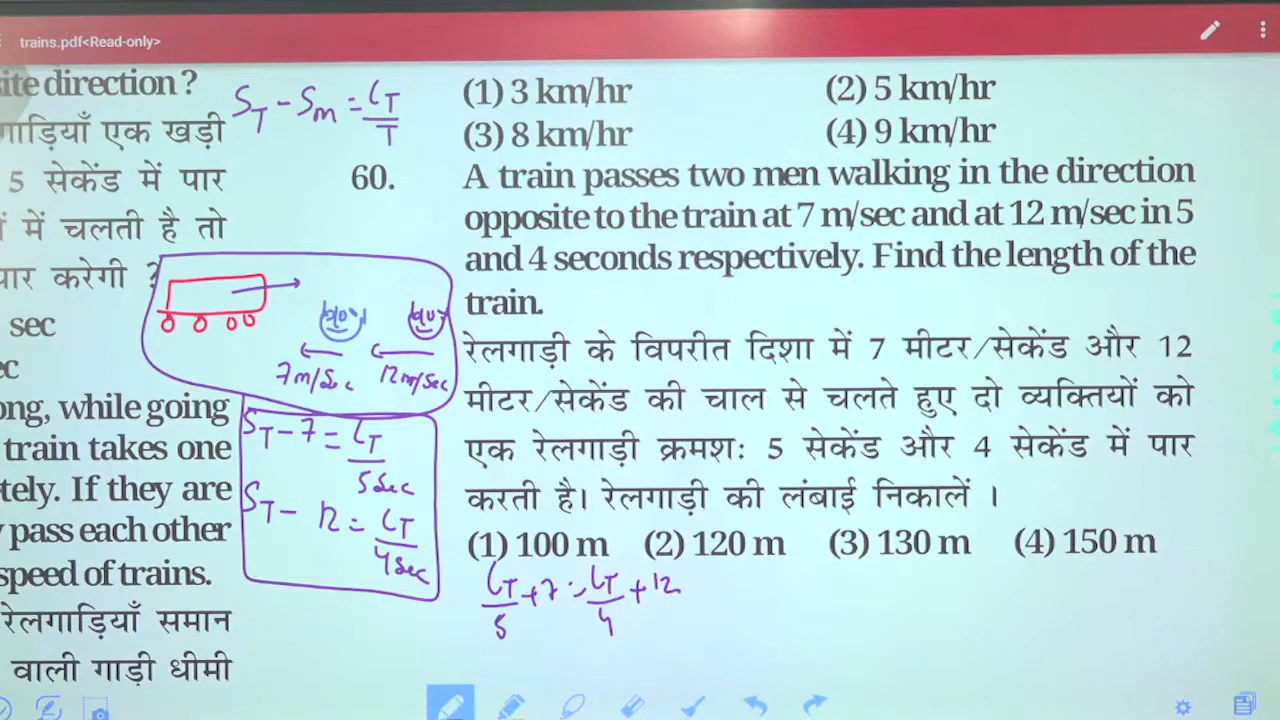 trains.pdf<Read-only>
ite direction ?
गाड़ियाँ एक खड़ी
5 सेकेंड में पार
में चलती है तो
पार करेगी ?
sec
ec
ong, while going
train takes one
tely. If they are
pass each other
speed of trains.
रेलगाड़ियाँ समान
वाली गाड़ी धीमी
S_T - S_m = L_T/T
7m/Sec 12m/Sec
S_T - 7 = L_T/5Sec
S_T - 12 = L_T/4Sec
(1) 3 km/hr (2) 5 km/hr
(3) 8 km/hr (4) 9 km/hr
60. A train passes two men walking in the direction
opposite to the train at 7 m/sec and at 12 m/sec in 5
and 4 seconds respectively. Find the length of the
train.
रेलगाड़ी के विपरीत दिशा में 7 मीटर/सेकेंड और 12
मीटर/सेकेंड की चाल से चलते हुए दो व्यक्तियों को
एक रेलगाड़ी क्रमशः 5 सेकेंड और 4 सेकेंड में पार
करती है। रेलगाड़ी की लंबाई निकालें ।
(1) 100 m (2) 120 m (3) 130 m (4) 150 m
L_T/5 + 7 = L_T/4 + 12